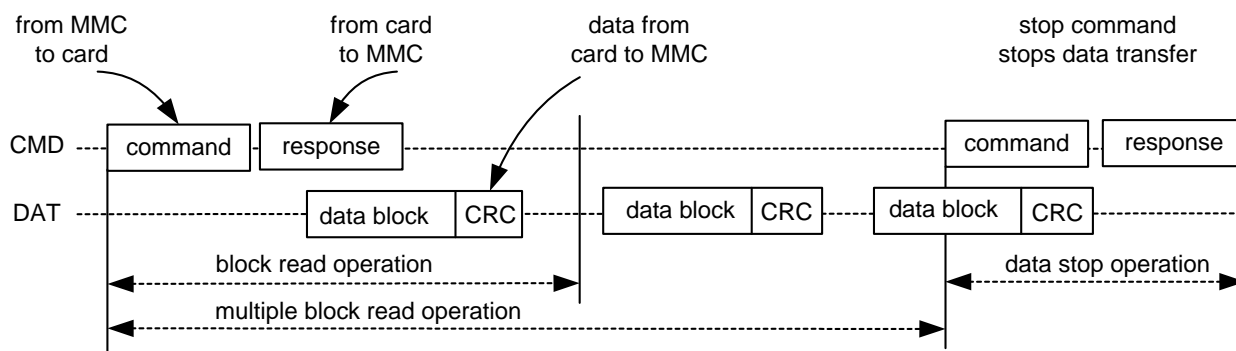 from MMC
to card
from card
to MMC
data from
card to MMC
stop command
stops data transfer
CMD
command
response
command
response
DAT
data block
CRC
data block
CRC
data block
CRC
block read operation
data stop operation
multiple block read operation